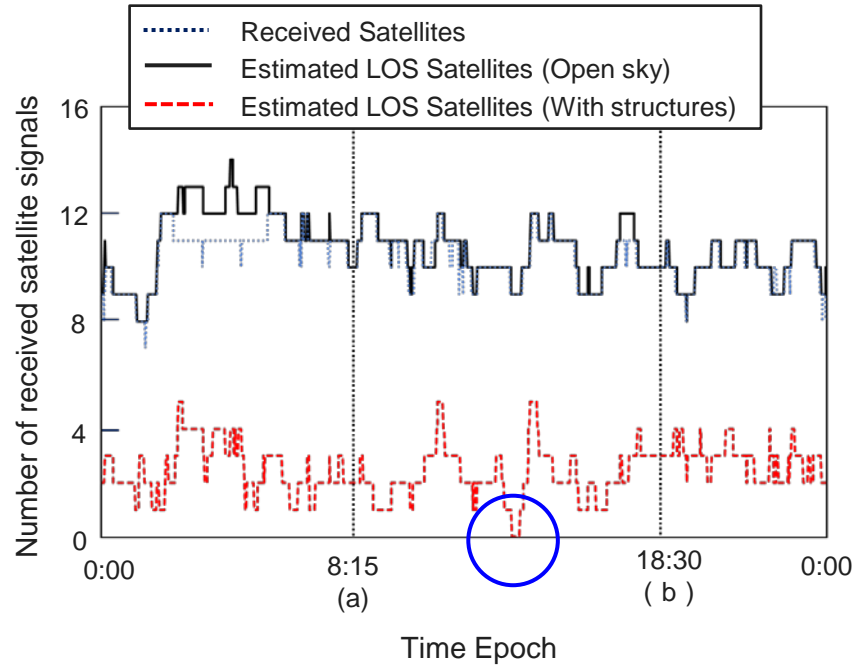 Received Satellites
Estimated LOS Satellites (Open sky)
Estimated LOS Satellites (With structures)
16
12
8
4
0
Number of received satellite signals
0:00
8:15
18:30
0:00
(a)
( b )
Time Epoch